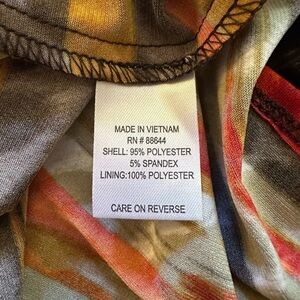 MADE IN VIETNAM
RN # 88644
SHELL: 95% POLYESTER
5% SPANDEX
LINING:100% POLYESTER
CARE ON REVERSE